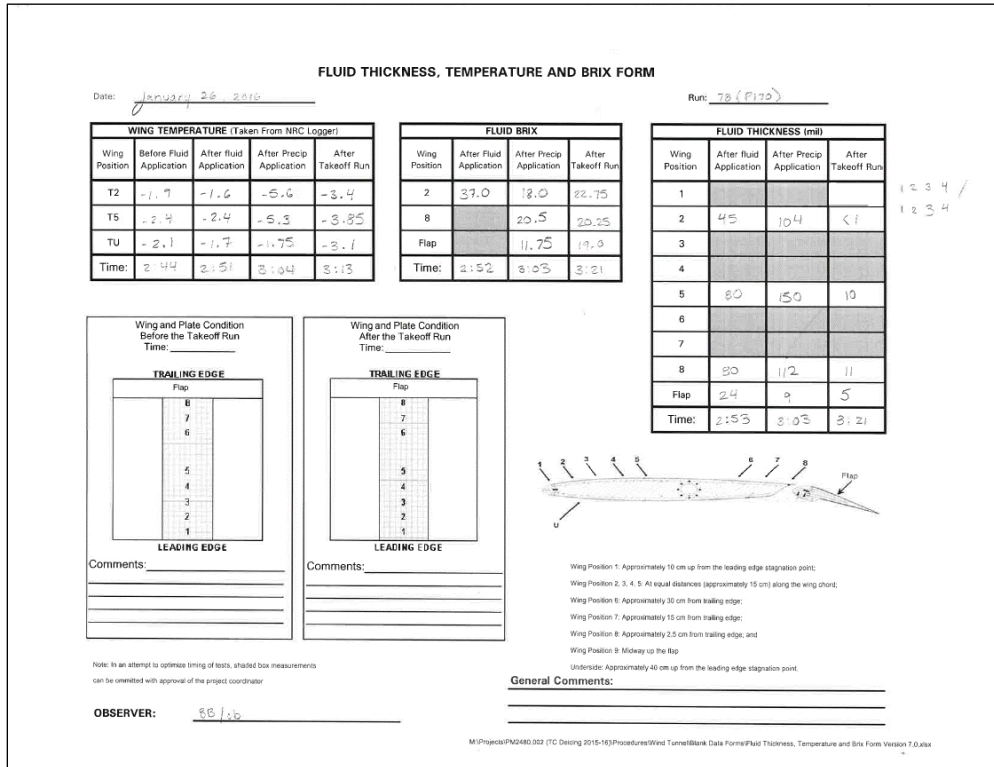 FLUID THICKNESS, TEMPERATURE AND BRIX FORM
Date: January 26, 2016
Run: 78 (P170)
WING TEMPERATURE (Taken From NRC Logger)
Wing Position Before Fluid Application After fluid Application After Precip Application After Takeoff Run
T2 -1.9 -1.6 -5.6 -3.4
T5 -2.4 -2.4 -5.3 -3.85
TU -2.1 -1.7 -1.75 -3.1
Time: 2:44 2:51 3:04 3:13
FLUID BRIX
Wing Position After Fluid Application After Precip Application After Takeoff Run
2 37.0 18.0 22.75
8 20.5 20.25
Flap 11.75 19.0
Time: 2:52 3:03 3:21
FLUID THICKNESS (mil)
Wing Position After fluid Application After Precip Application After Takeoff Run
1
2 45 104 <1
3
4
5 80 150 10
6
7
8 80 112 11
Flap 24 9 5
Time: 2:53 3:03 3:21
1 2 3 4 /
1 2 3 4
Wing and Plate Condition
Before the Takeoff Run
Time:
TRAILING EDGE
Flap
8
7
6
5
4
3
2
1
LEADING EDGE
Comments:
Wing and Plate Condition
After the Takeoff Run
Time:
TRAILING EDGE
Flap
8
7
6
5
4
3
2
1
LEADING EDGE
Comments:
1 2 3 4 5 6 7 8
Flap
U
Wing Position 1: Approximately 10 cm up from the leading edge stagnation point;
Wing Position 2, 3, 4, 5: At equal distances (approximately 15 cm) along the wing chord;
Wing Position 6: Approximately 30 cm from trailing edge;
Wing Position 7: Approximately 15 cm from trailing edge;
Wing Position 8: Approximately 2.5 cm from trailing edge; and
Wing Position 9: Midway up the flap
Underside: Approximately 40 cm up from the leading edge stagnation point.
Note: In an attempt to optimize timing of tests, shaded box measurements
can be ommitted with approval of the project coordinator
General Comments:
OBSERVER: BB /
M:\Projects\PM2480.002 (TC Deicing 2015-16)\Procedures\Wind Tunnel\Blank Data Forms\Fluid Thickness, Temperature and Brix Form Version 7.0.xlsx